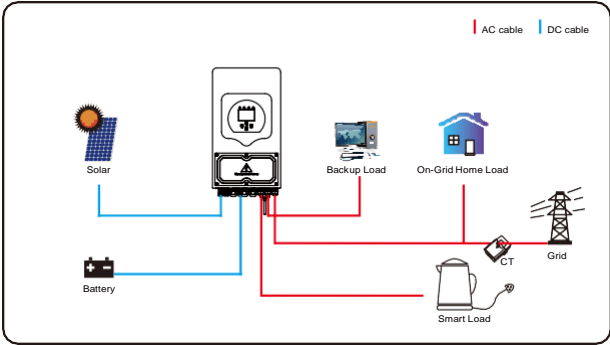 AC cable
DC cable
Solar
Backup Load
On-Grid Home Load
CT
Grid
Battery
Smart Load